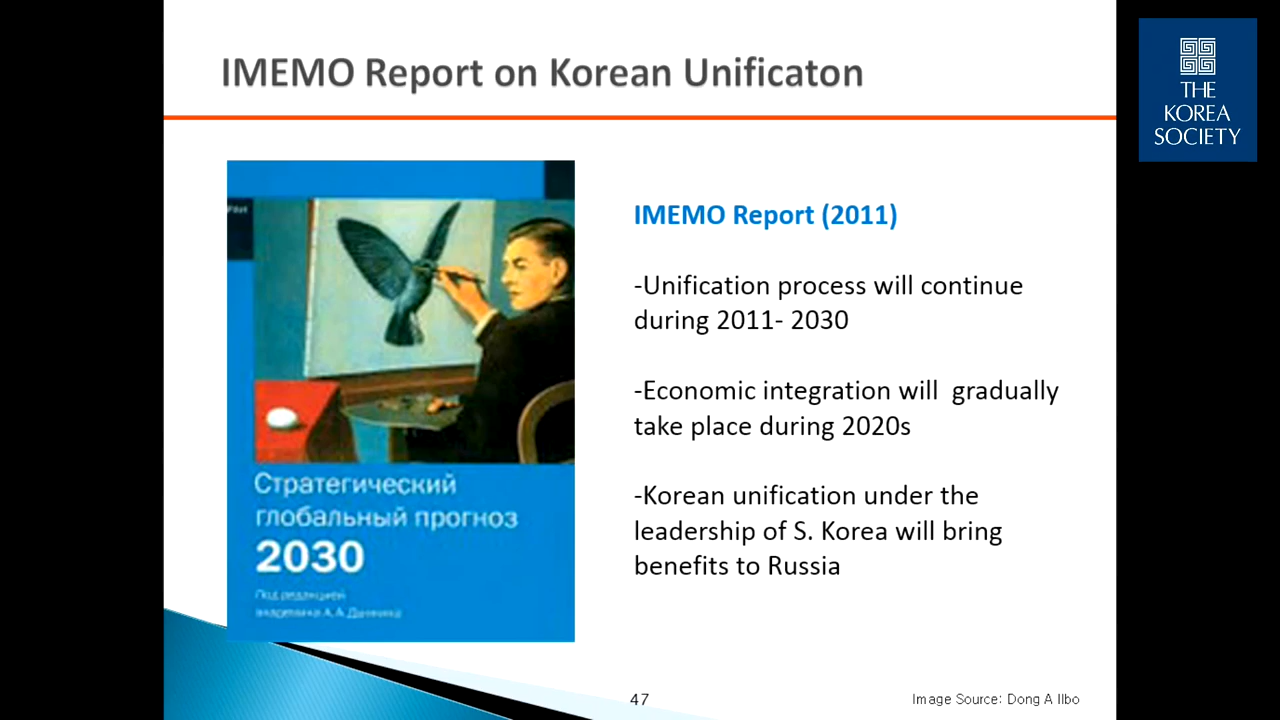 IMEMO Report on Korean Unificaton
THE
KOREA
SOCIETY
IMEMO Report (2011)
-Unification process will continue
during 2011- 2030
-Economic integration will gradually
take place during 2020s
-Korean unification under the
leadership of S. Korea will bring
benefits to Russia
Стратегический
глобальный прогноз
2030
Под редакцией
академика А.А.
47
Image Source: Dong A Ilbo